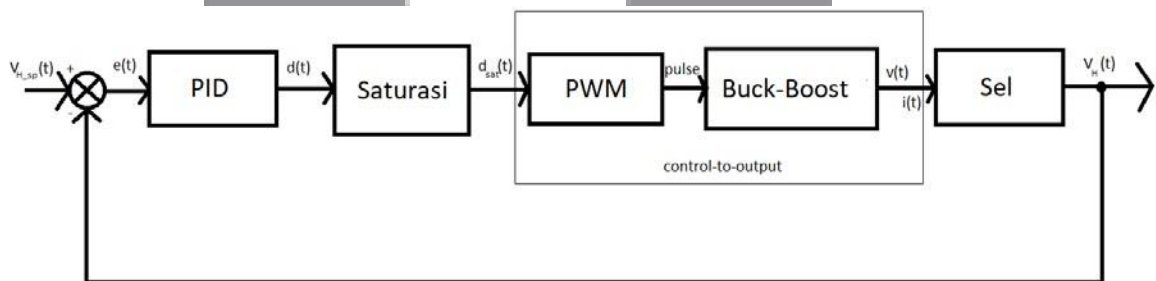 V_H_sp(t)
+
-
e(t)
PID
d(t)
Saturasi
d_sat(t)
PWM
pulse
Buck-Boost
v(t)
i(t)
Sel
V_H(t)
control-to-output